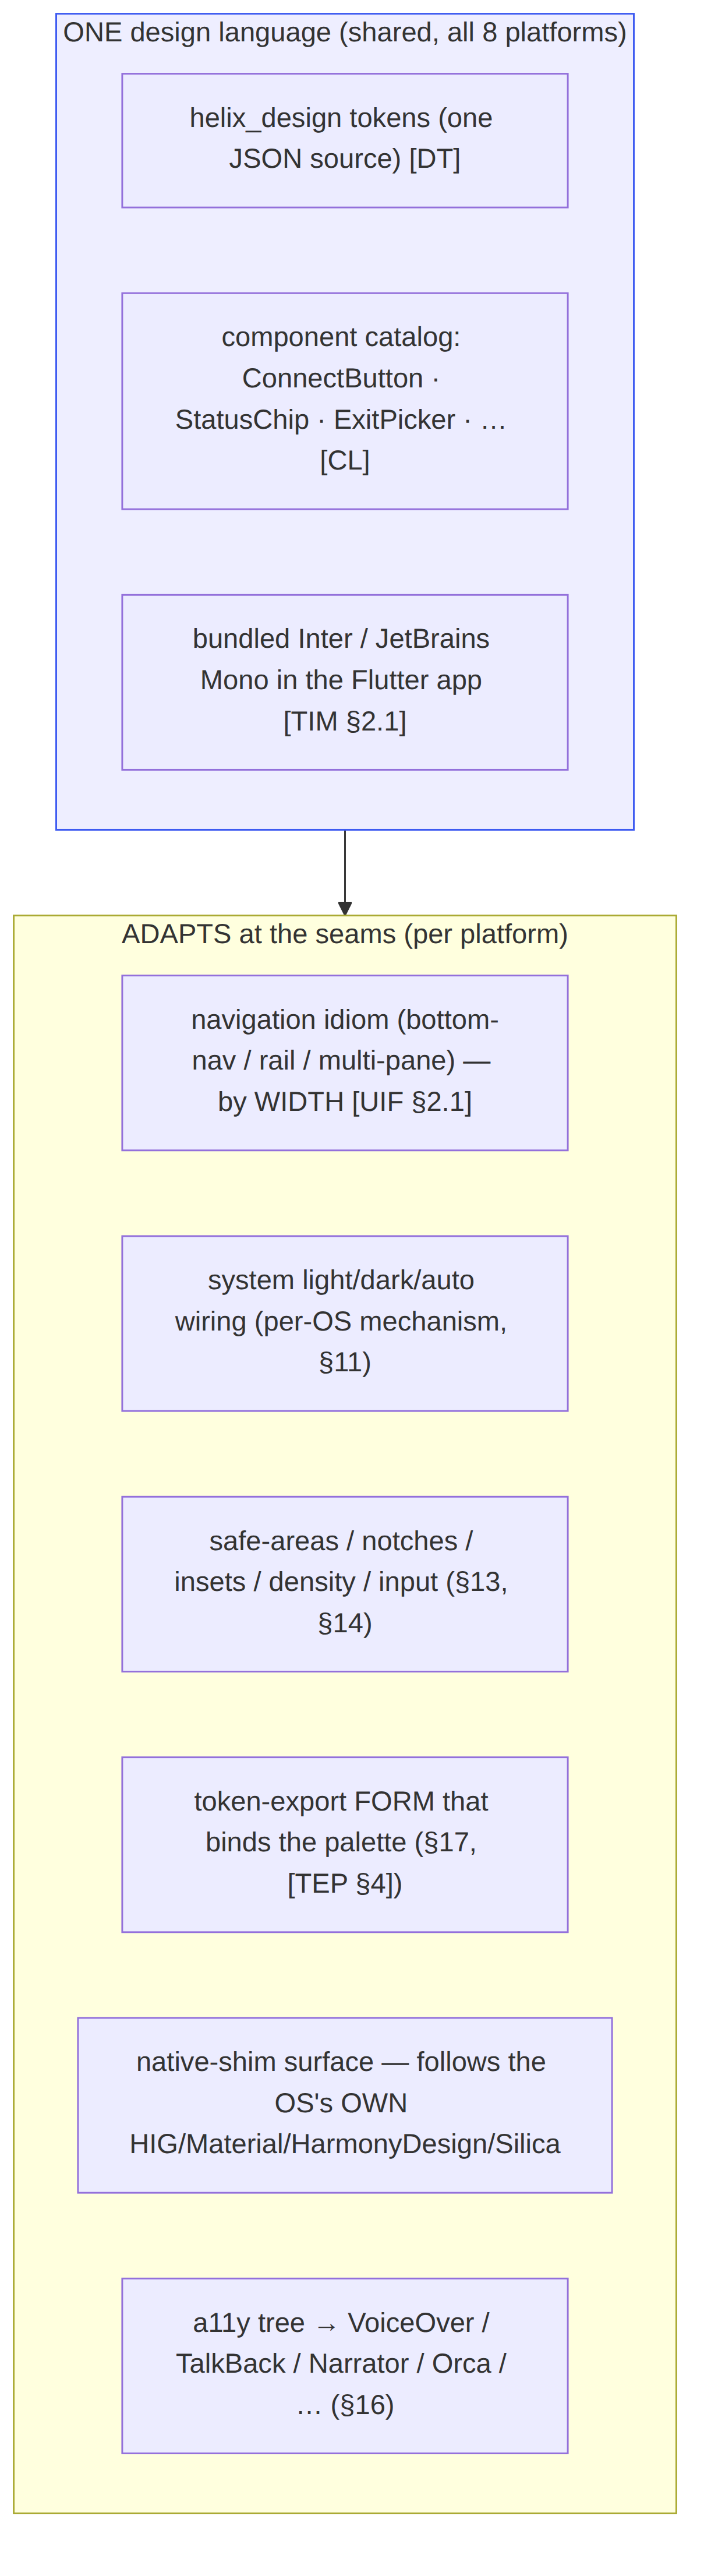 ONE design language (shared, all 8 platforms)
helix_design tokens (one
JSON source) [DT]
component catalog:
ConnectButton ·
StatusChip · ExitPicker · …
[CL]
bundled Inter / JetBrains
Mono in the Flutter app
[TIM §2.1]
ADAPTS at the seams (per platform)
navigation idiom (bottom-
nav / rail / multi-pane) —
by WIDTH [UIF §2.1]
system light/dark/auto
wiring (per-OS mechanism,
§11)
safe-areas / notches /
insets / density / input (§13,
§14)
token-export FORM that
binds the palette (§17,
[TEP §4])
native-shim surface — follows the
OS's OWN
HIG/Material/HarmonyDesign/Silica
a11y tree → VoiceOver /
TalkBack / Narrator / Orca /
… (§16)